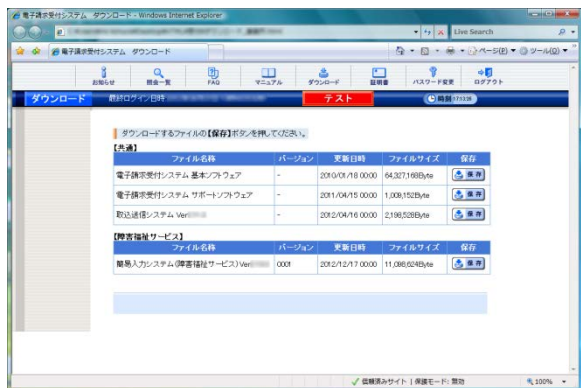 電子請求受付システム ダウンロード - Windows Internet Explorer
Live Search
電子請求受付システム ダウンロード
ページ(P) ツール(O)
お知らせ 照会一覧 FAQ マニュアル ダウンロード 証明書 パスワード変更 ログアウト
ダウンロード 最終ログイン日時 テスト 時刻
ダウンロードするファイルの【保存】ボタンを押してください。
【共通】
ファイル名称 バージョン 更新日時 ファイルサイズ 保存
電子請求受付システム 基本ソフトウェア - 2010/01/18 00:00 64,327,168Byte 保存
電子請求受付システム サポートソフトウェア - 2011/04/15 00:00 1,009,152Byte 保存
取込送信システム Ver - 2012/04/16 00:00 2,198,528Byte 保存
【障害福祉サービス】
ファイル名称 バージョン 更新日時 ファイルサイズ 保存
簡易入力システム(障害福祉サービス)Ver 0001 2012/12/17 00:00 11,098,624Byte 保存
信頼済みサイト | 保護モード: 無効 100%